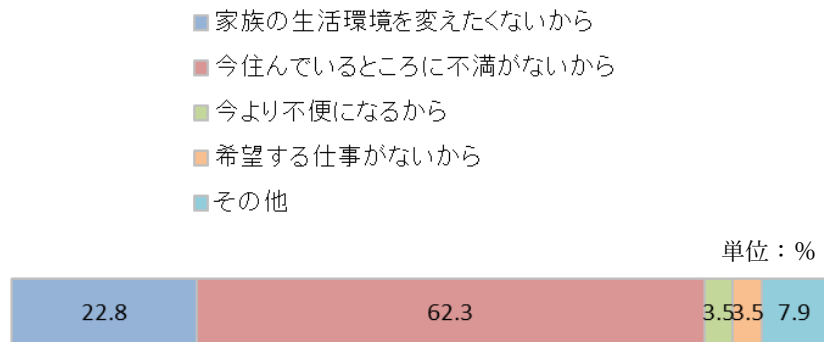 家族の生活環境を変えたくないから
今住んでいるところに不満がないから
今より不便になるから
希望する仕事がないから
その他
単位：%
22.8 62.3 3.5 3.5 7.9